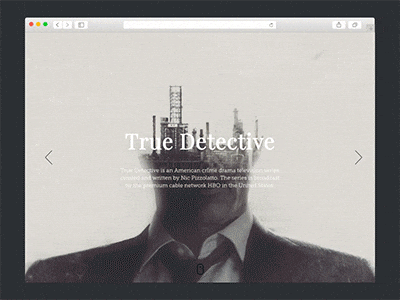 True Detective
True Detective is an American crime drama television series
created and written by Nic Pizzolatto. The series is broadcast
by the premium cable network HBO in the United States.